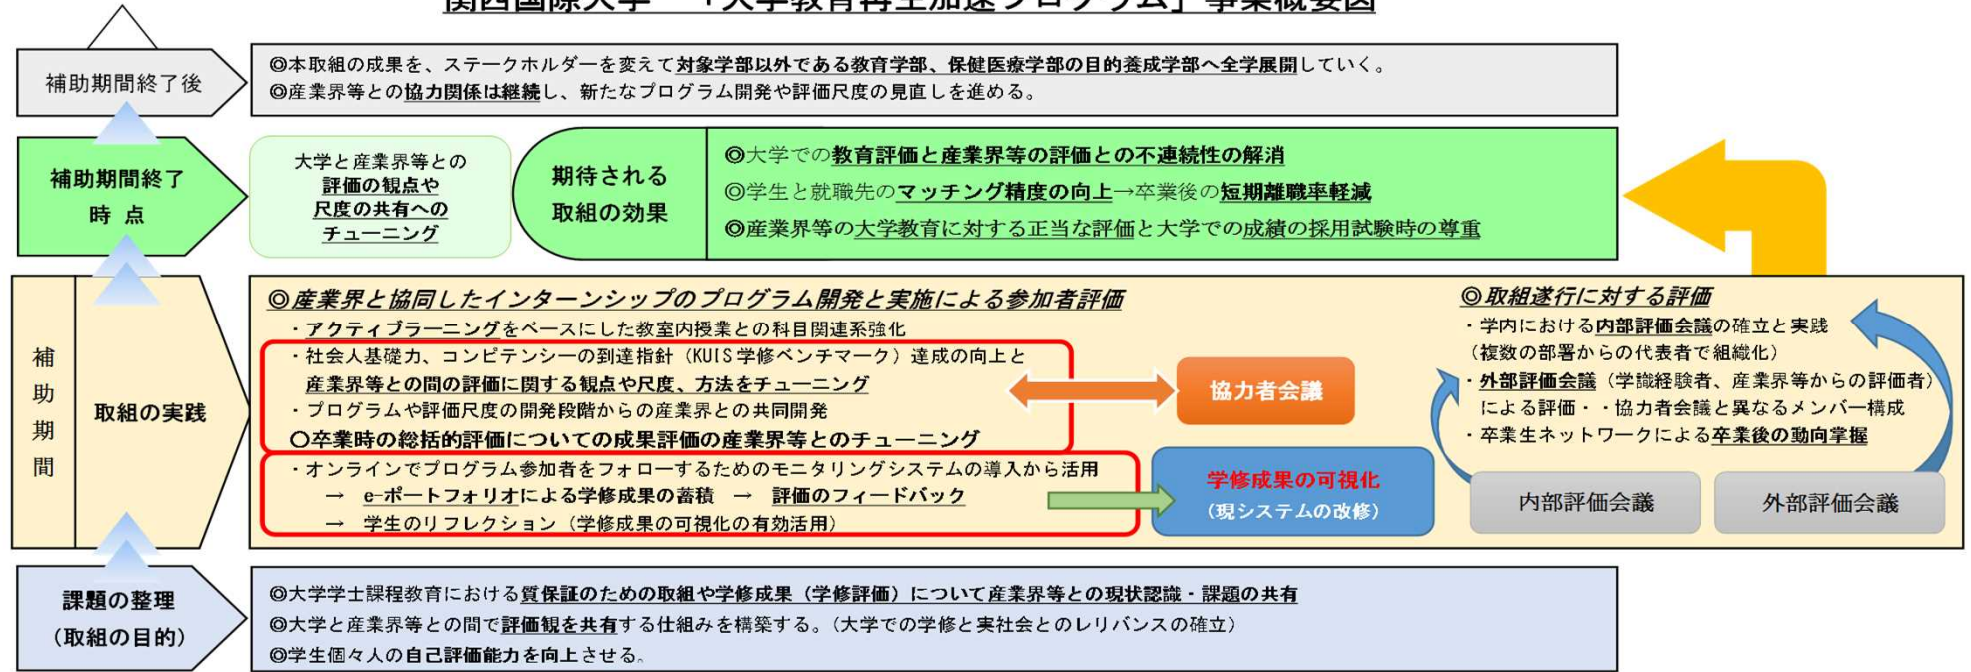 関西国際大学 「大学教育再生加速プログラム」事業概要図
補助期間終了後
◎本取組の成果を、ステークホルダーを変えて対象学部以外である教育学部、保健医療学部の目的養成学部へ全学展開していく。
◎産業界等との協力関係は継続し、新たなプログラム開発や評価尺度の見直しを進める。
補助期間終了
時 点
大学と産業界等との
評価の観点や
尺度の共有への
チューニング
期待される
取組の効果
◎大学での教育評価と産業界等の評価との不連続性の解消
◎学生と就職先のマッチング精度の向上→卒業後の短期離職率軽減
◎産業界等の大学教育に対する正当な評価と大学での成績の採用試験時の尊重
補
助
期
間
取組の実践
◎産業界と協同したインターンシップのプログラム開発と実施による参加者評価
・アクティブラーニングをベースにした教室内授業との科目関連系強化
・社会人基礎力、コンピテンシーの到達指針（KUIS学修ベンチマーク）達成の向上と
産業界等との間の評価に関する観点や尺度、方法をチューニング
・プログラムや評価尺度の開発段階からの産業界との共同開発
〇卒業時の総括的評価についての成果評価の産業界等とのチューニング
・オンラインでプログラム参加者をフォローするためのモニタリングシステムの導入から活用
→ e-ポートフォリオによる学修成果の蓄積 → 評価のフィードバック
→ 学生のリフレクション（学修成果の可視化の有効活用）
協力者会議
学修成果の可視化
（現システムの改修）
◎取組遂行に対する評価
・学内における内部評価会議の確立と実践
（複数の部署からの代表者で組織化）
・外部評価会議（学識経験者、産業界等からの評価者）
による評価・・協力者会議と異なるメンバー構成
・卒業生ネットワークによる卒業後の動向掌握
内部評価会議
外部評価会議
課題の整理
（取組の目的）
◎大学学士課程教育における質保証のための取組や学修成果（学修評価）について産業界等との現状認識・課題の共有
◎大学と産業界等との間で評価観を共有する仕組みを構築する。（大学での学修と実社会とのレリバンスの確立）
◎学生個々人の自己評価能力を向上させる。